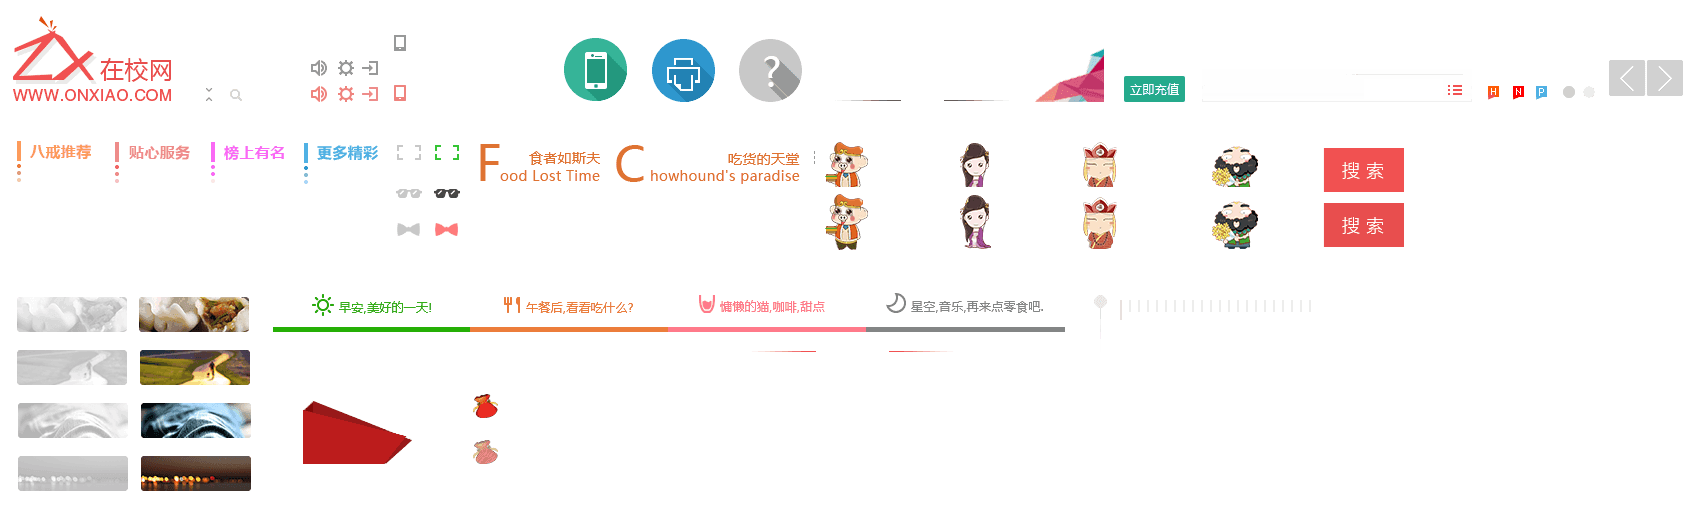 在校网
WWW.ONXIAO.COM
立即充值
H
N
P
八戒推荐
贴心服务
榜上有名
更多精彩
食者如斯夫
Food Lost Time
吃货的天堂
Chowhound's paradise
搜 索
搜 索
早安,美好的一天!
午餐后,看看吃什么?
慵懒的猫,咖啡,甜点
星空,音乐,再来点零食吧.